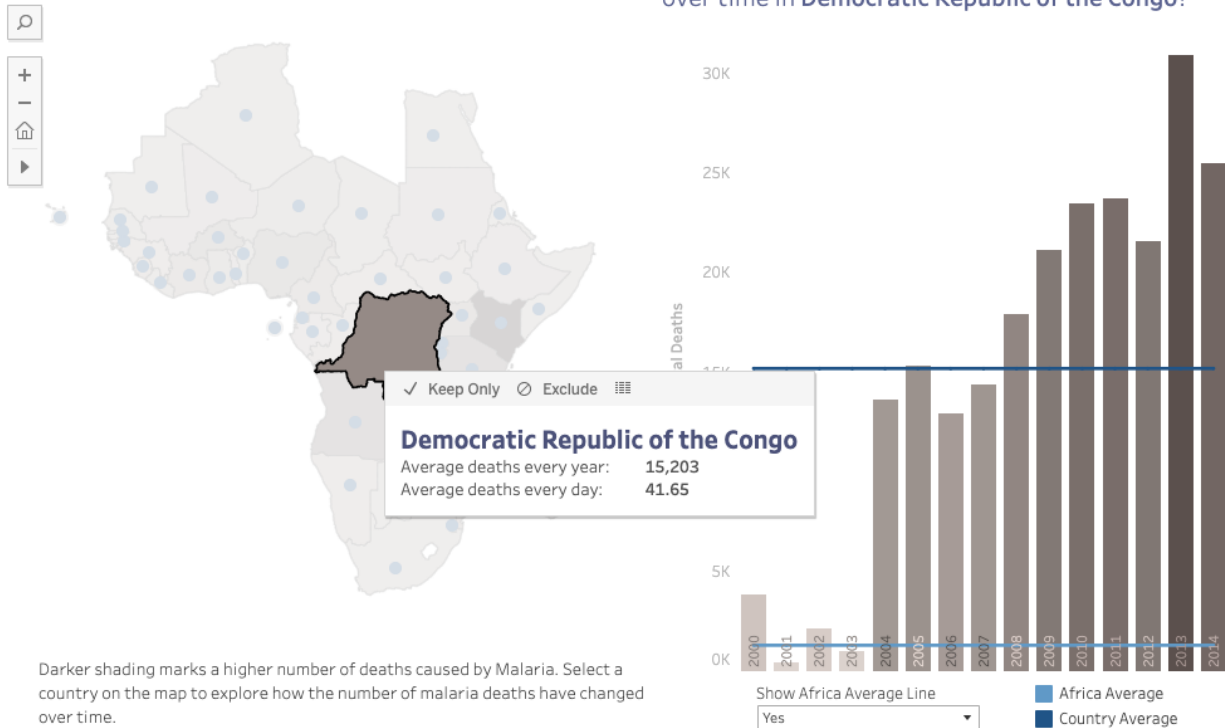 over time in Democratic Republic of the Congo?
30K
25K
20K
15K
5K
0K
al Deaths
Keep Only
Exclude
Democratic Republic of the Congo
Average deaths every year: 15,203
Average deaths every day: 41.65
2000
2001
2002
2003
2004
2005
2006
2007
2008
2009
2010
2011
2012
2013
2014
Darker shading marks a higher number of deaths caused by Malaria. Select a
country on the map to explore how the number of malaria deaths have changed
over time.
Show Africa Average Line
Yes
Africa Average
Country Average